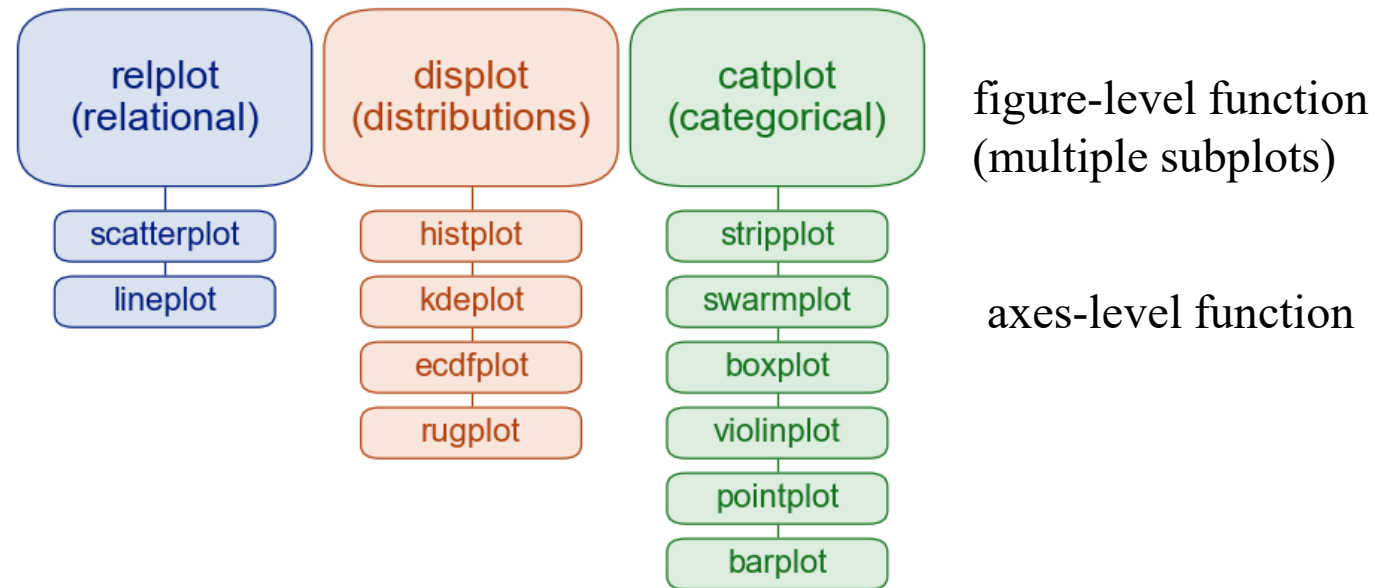 relplot
(relational)
displot
(distributions)
catplot
(categorical)
figure-level function
(multiple subplots)
scatterplot
lineplot
histplot
kdeplot
ecdfplot
rugplot
stripplot
swarmplot
boxplot
violinplot
pointplot
barplot
axes-level function